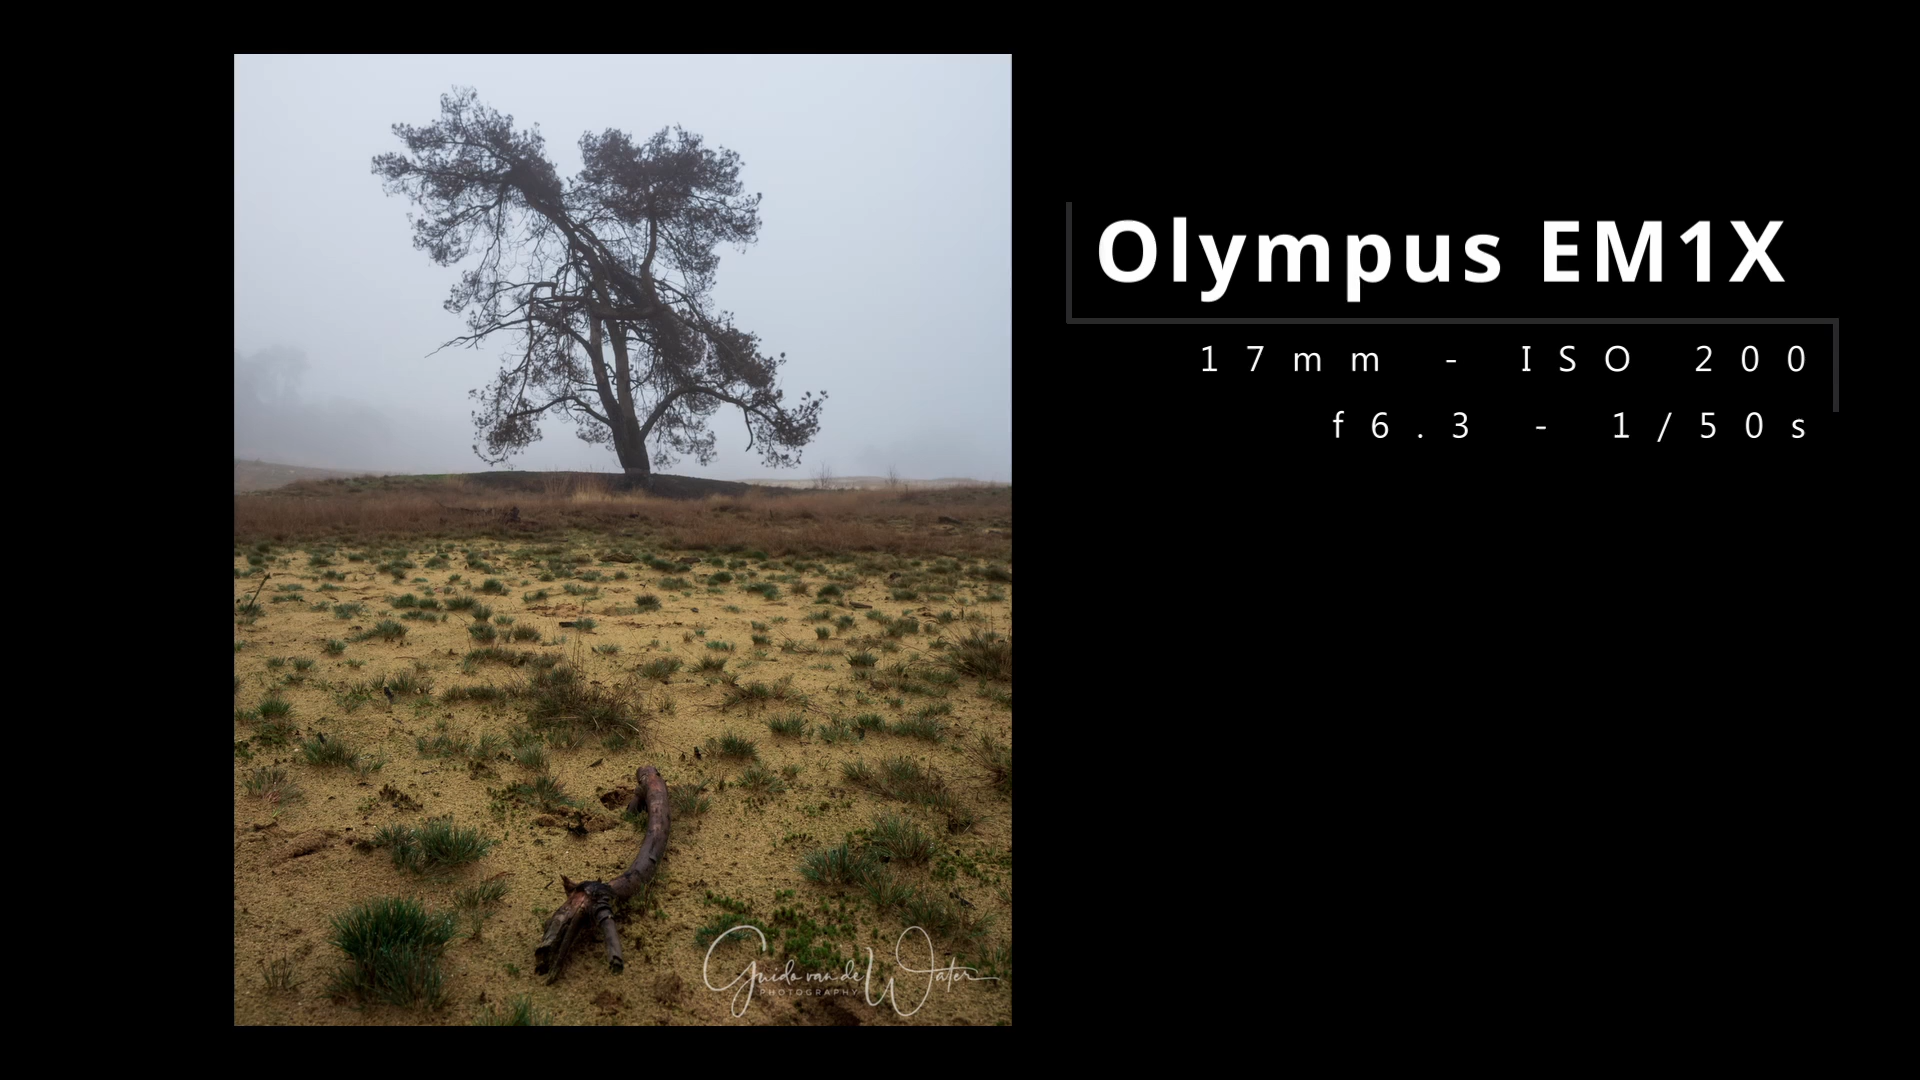 Olympus EM1X
17mm - ISO 200
f6.3 - 1/50s
Guido van de Water
PHOTOGRAPHY